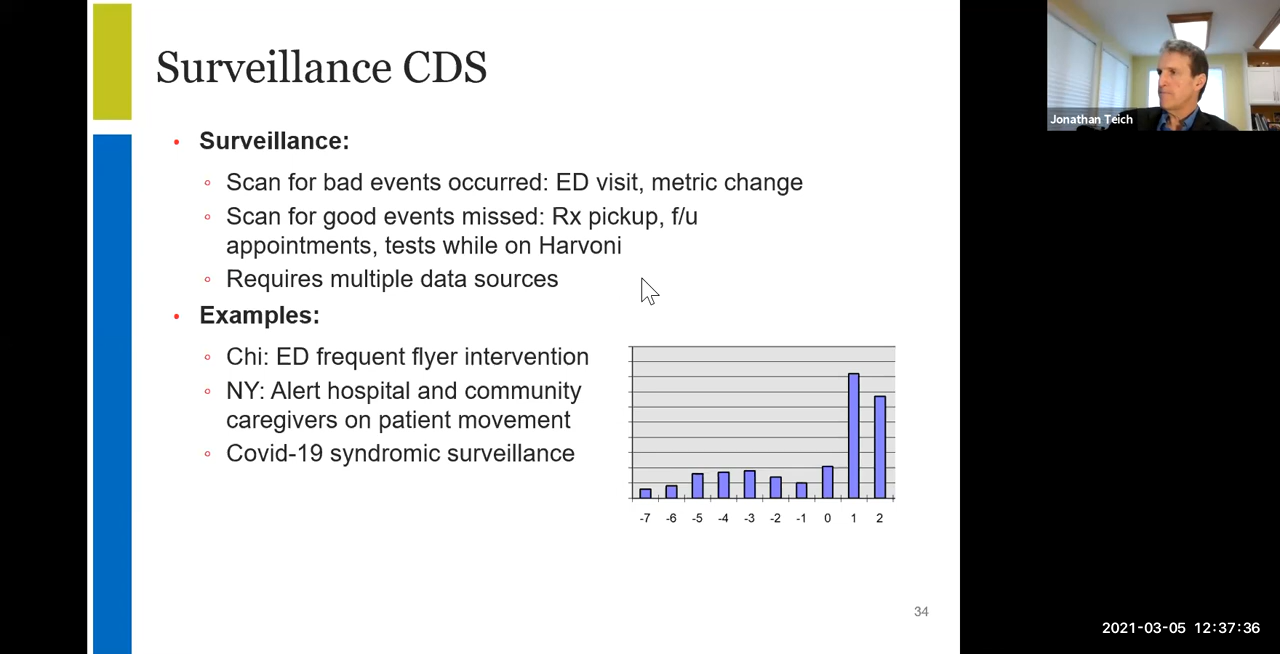 Surveillance CDS
Jonathan Teich
• Surveillance:
◦ Scan for bad events occurred: ED visit, metric change
◦ Scan for good events missed: Rx pickup, f/u
appointments, tests while on Harvoni
◦ Requires multiple data sources
• Examples:
◦ Chi: ED frequent flyer intervention
◦ NY: Alert hospital and community
caregivers on patient movement
◦ Covid-19 syndromic surveillance
-7 -6 -5 -4 -3 -2 -1 0 1 2
34
2021-03-05 12:37:36